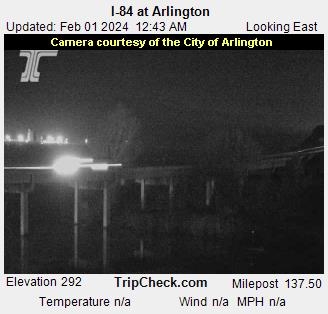 I-84 at Arlington
Updated: Feb 01 2024 12:43 AM Looking East
Camera courtesy of the City of Arlington
Elevation 292 TripCheck.com Milepost 137.50
Temperature n/a Wind n/a MPH n/a